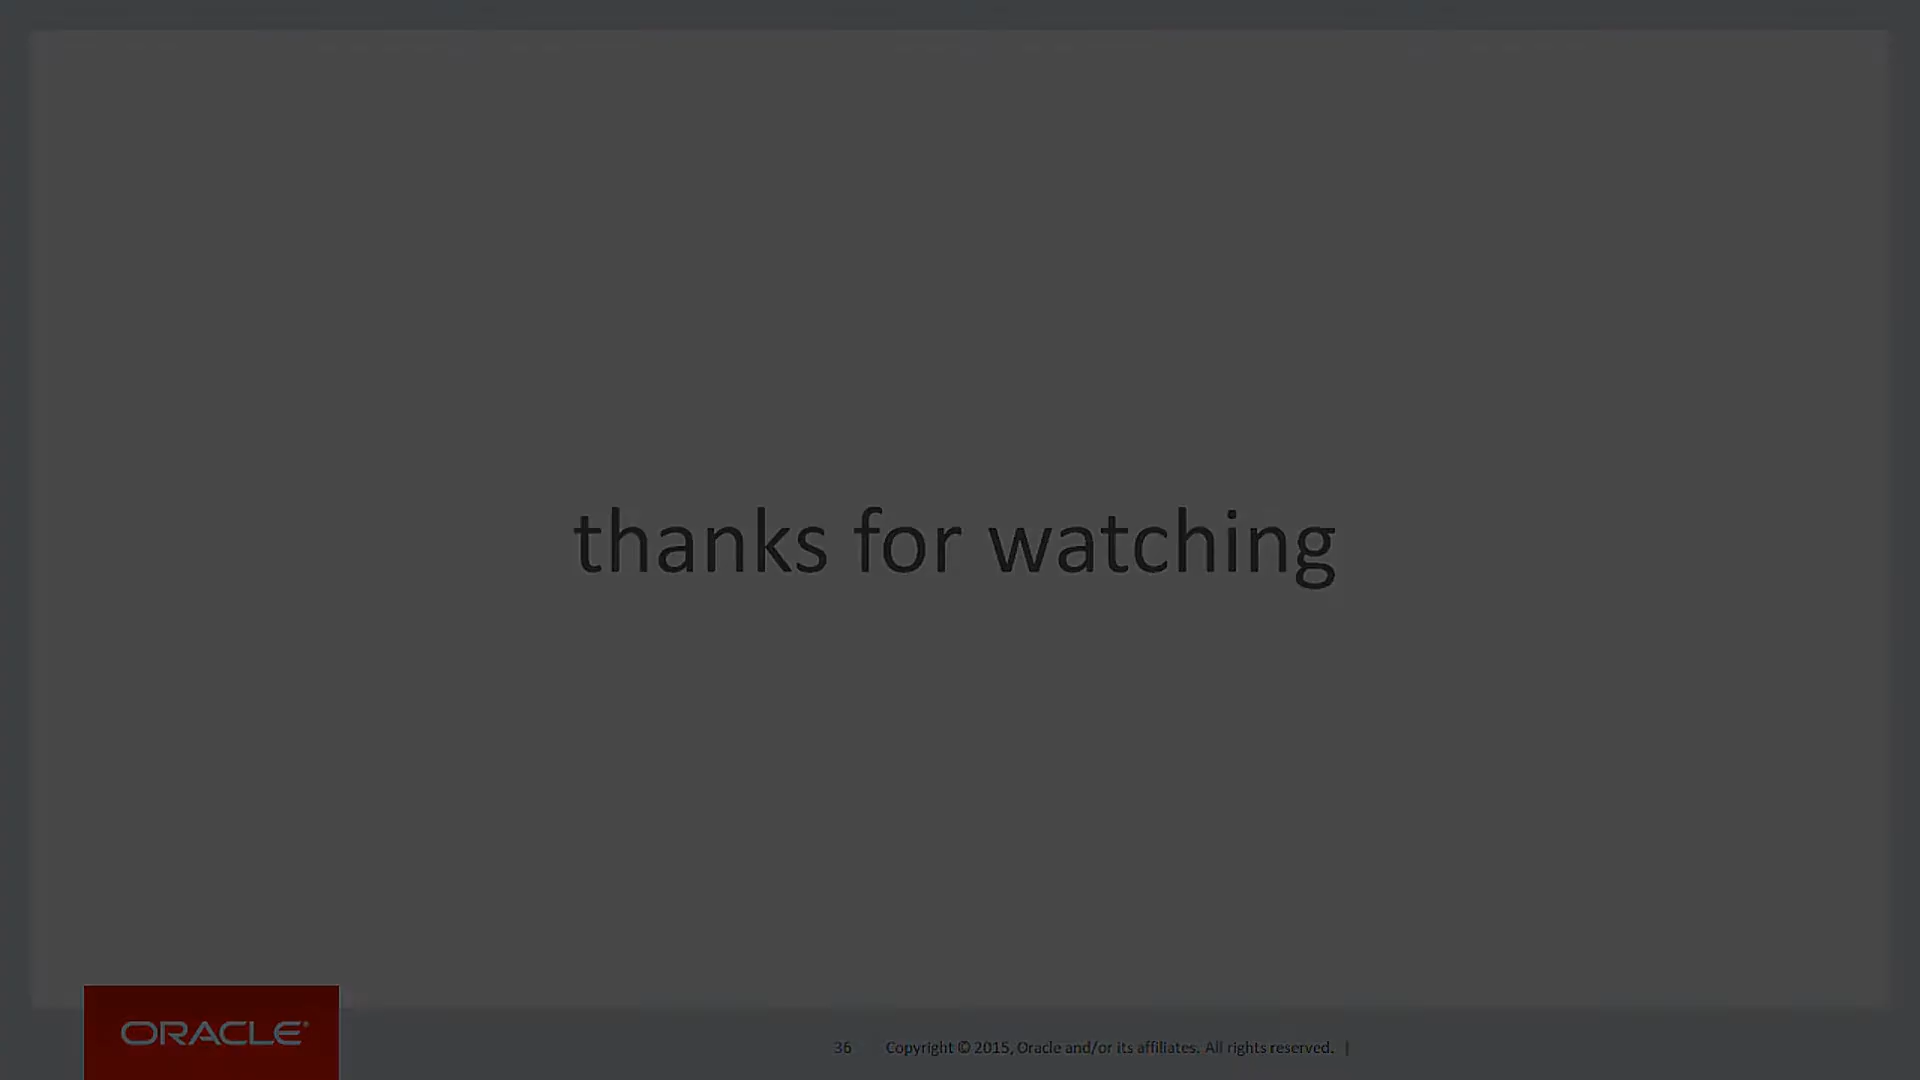 thanks for watching
ORACLE®
36 Copyright © 2015, Oracle and/or its affiliates. All rights reserved. |